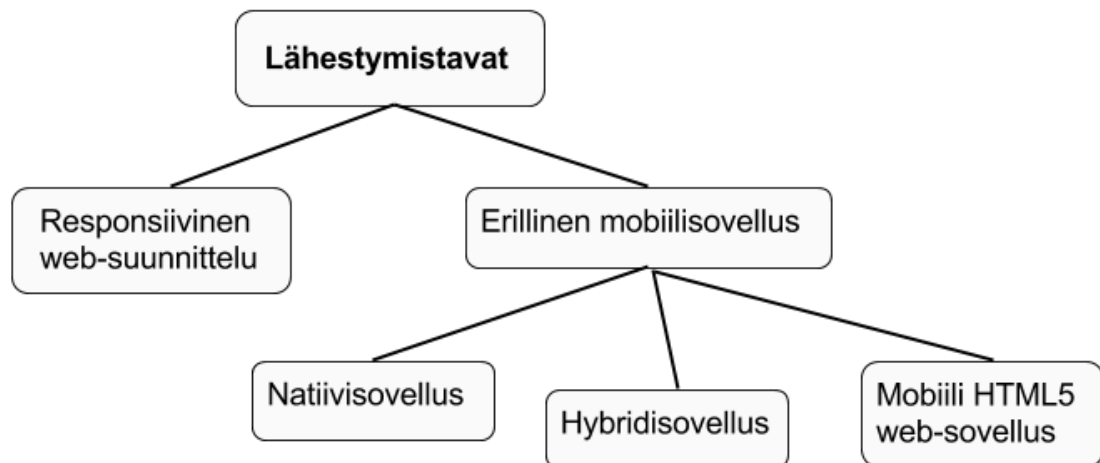 Lähestymistavat
Responsiivinen
web-suunnittelu
Erillinen mobiilisovellus
Natiivisovellus
Hybridisovellus
Mobiili HTML5
web-sovellus